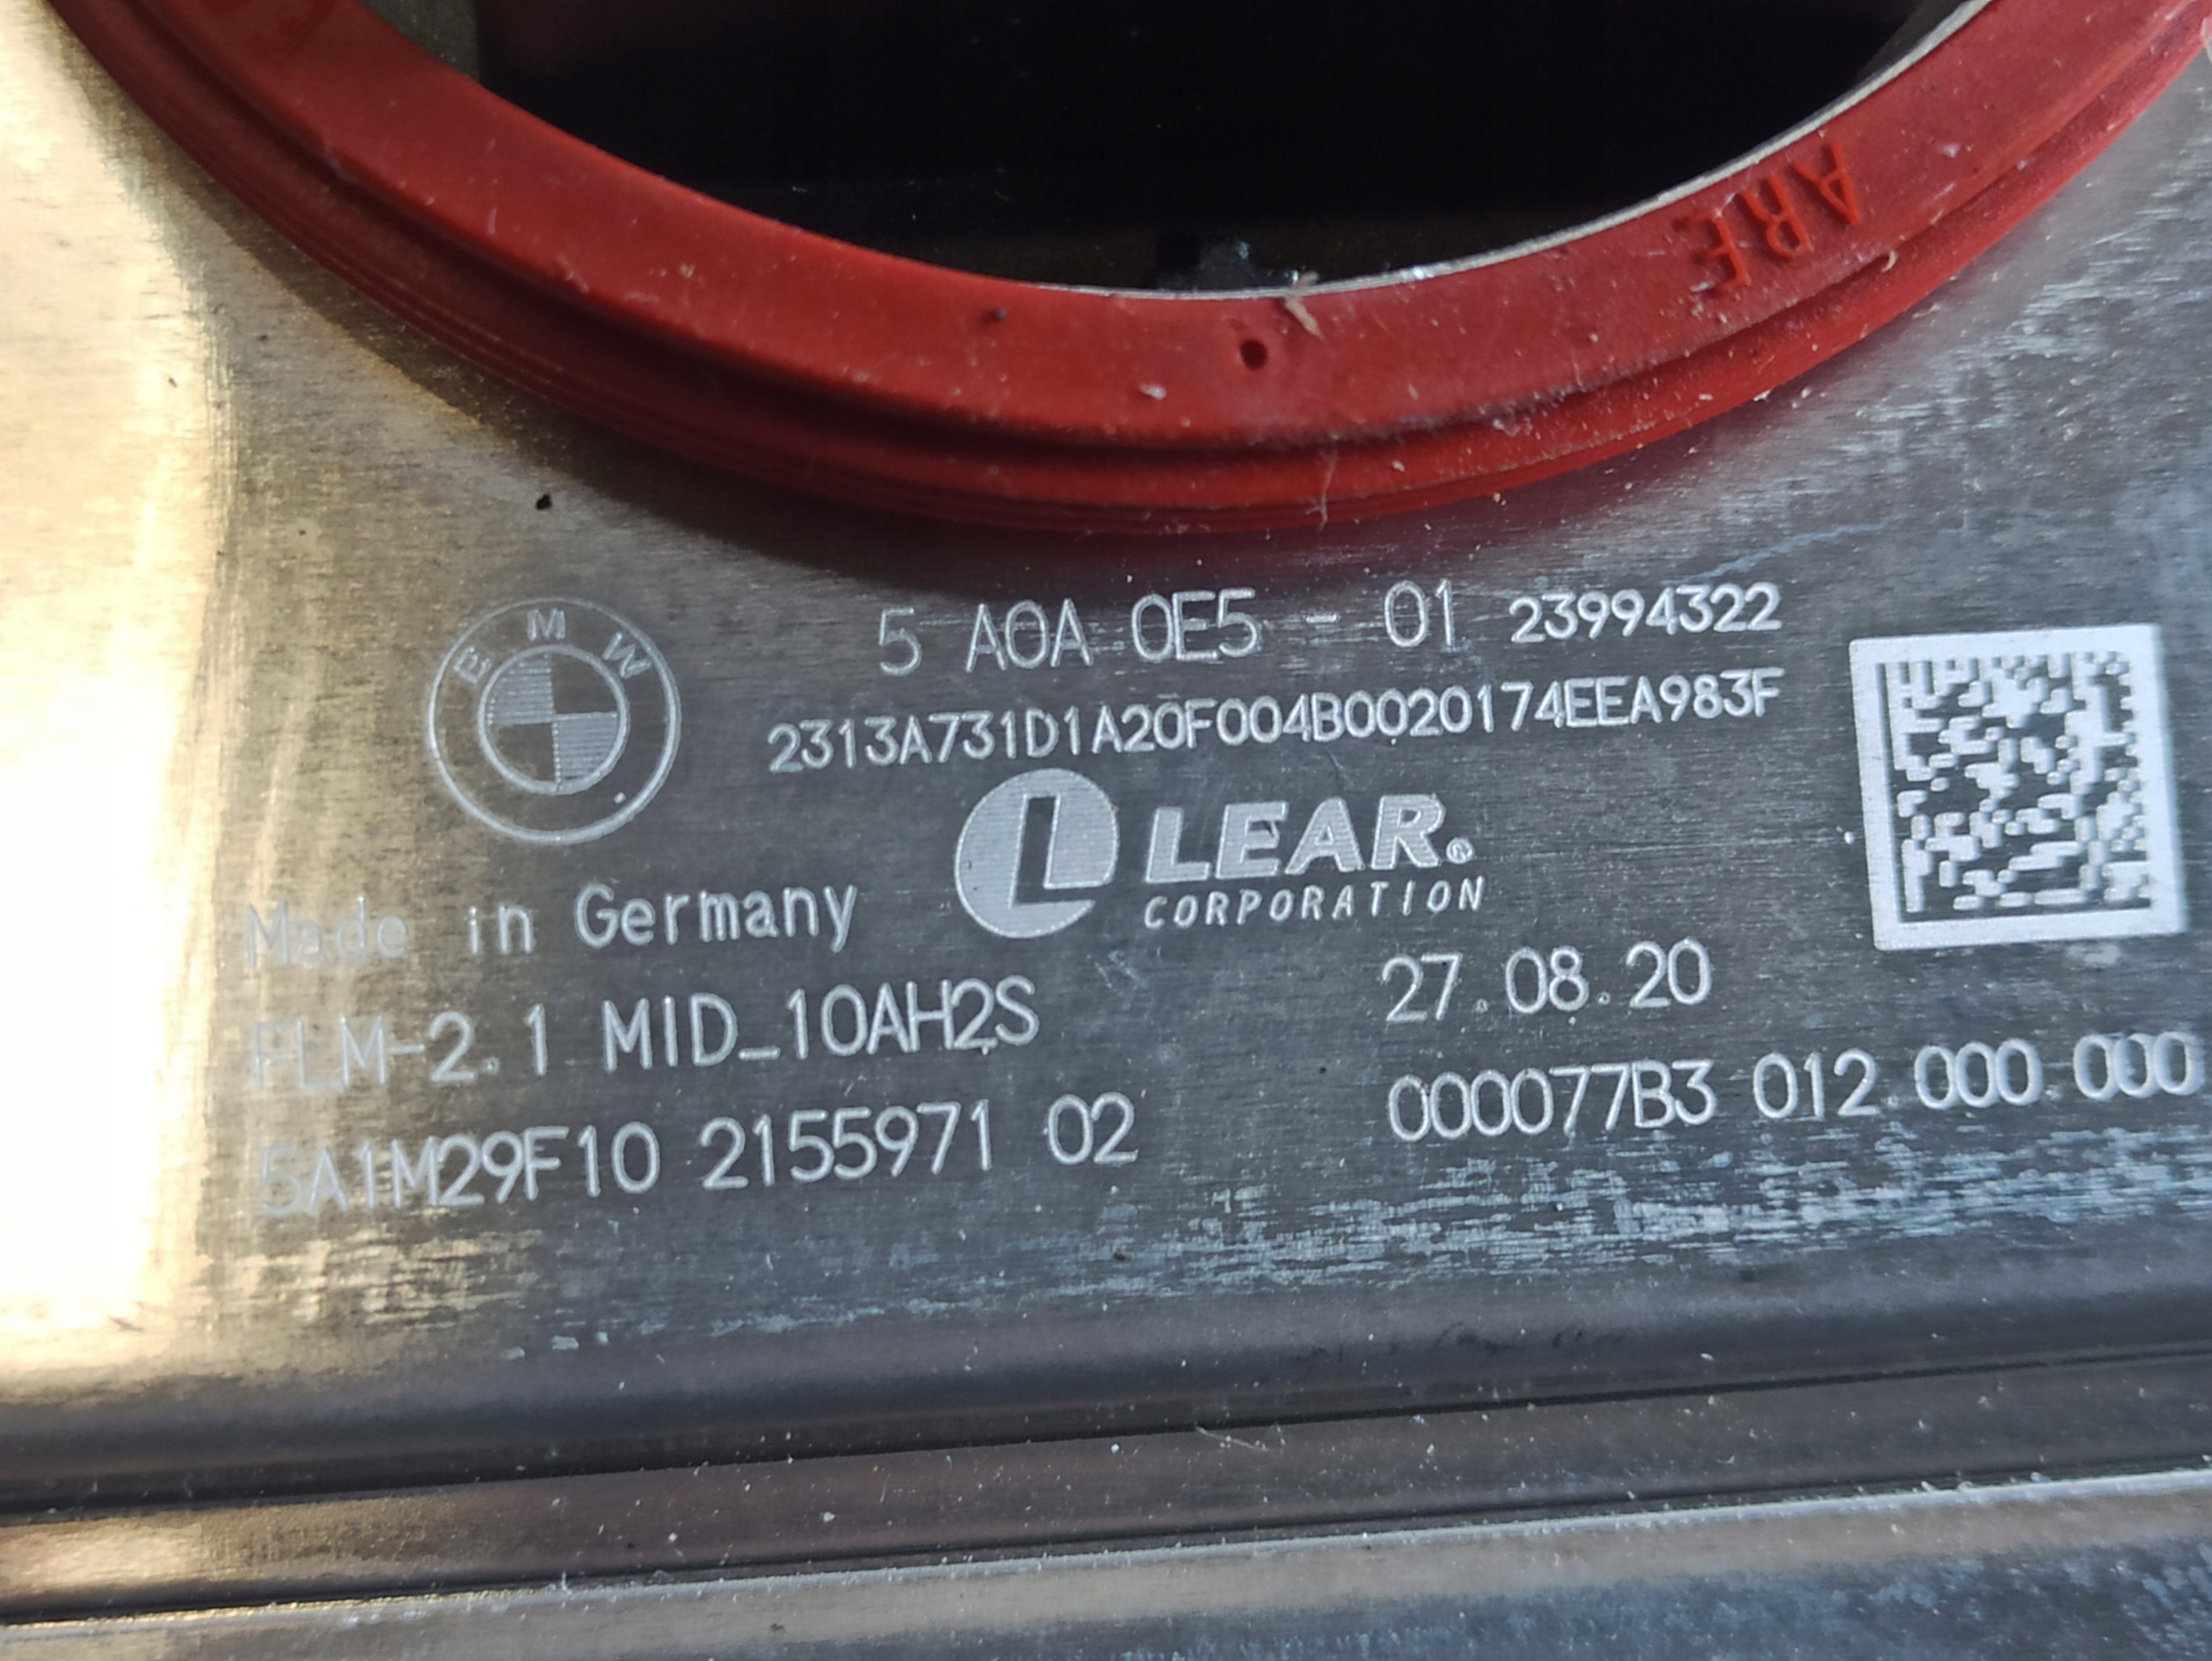 ARE
BMW
5 A0A 0E5 - 01 23994322
2313A731D1A20F004B0020174EEA983F
L LEAR®
CORPORATION
Made in Germany
FLM-2.1 MID_10AH2S
27.08.20
5A1M29F10 2155971 02
000077B3 012.000.000